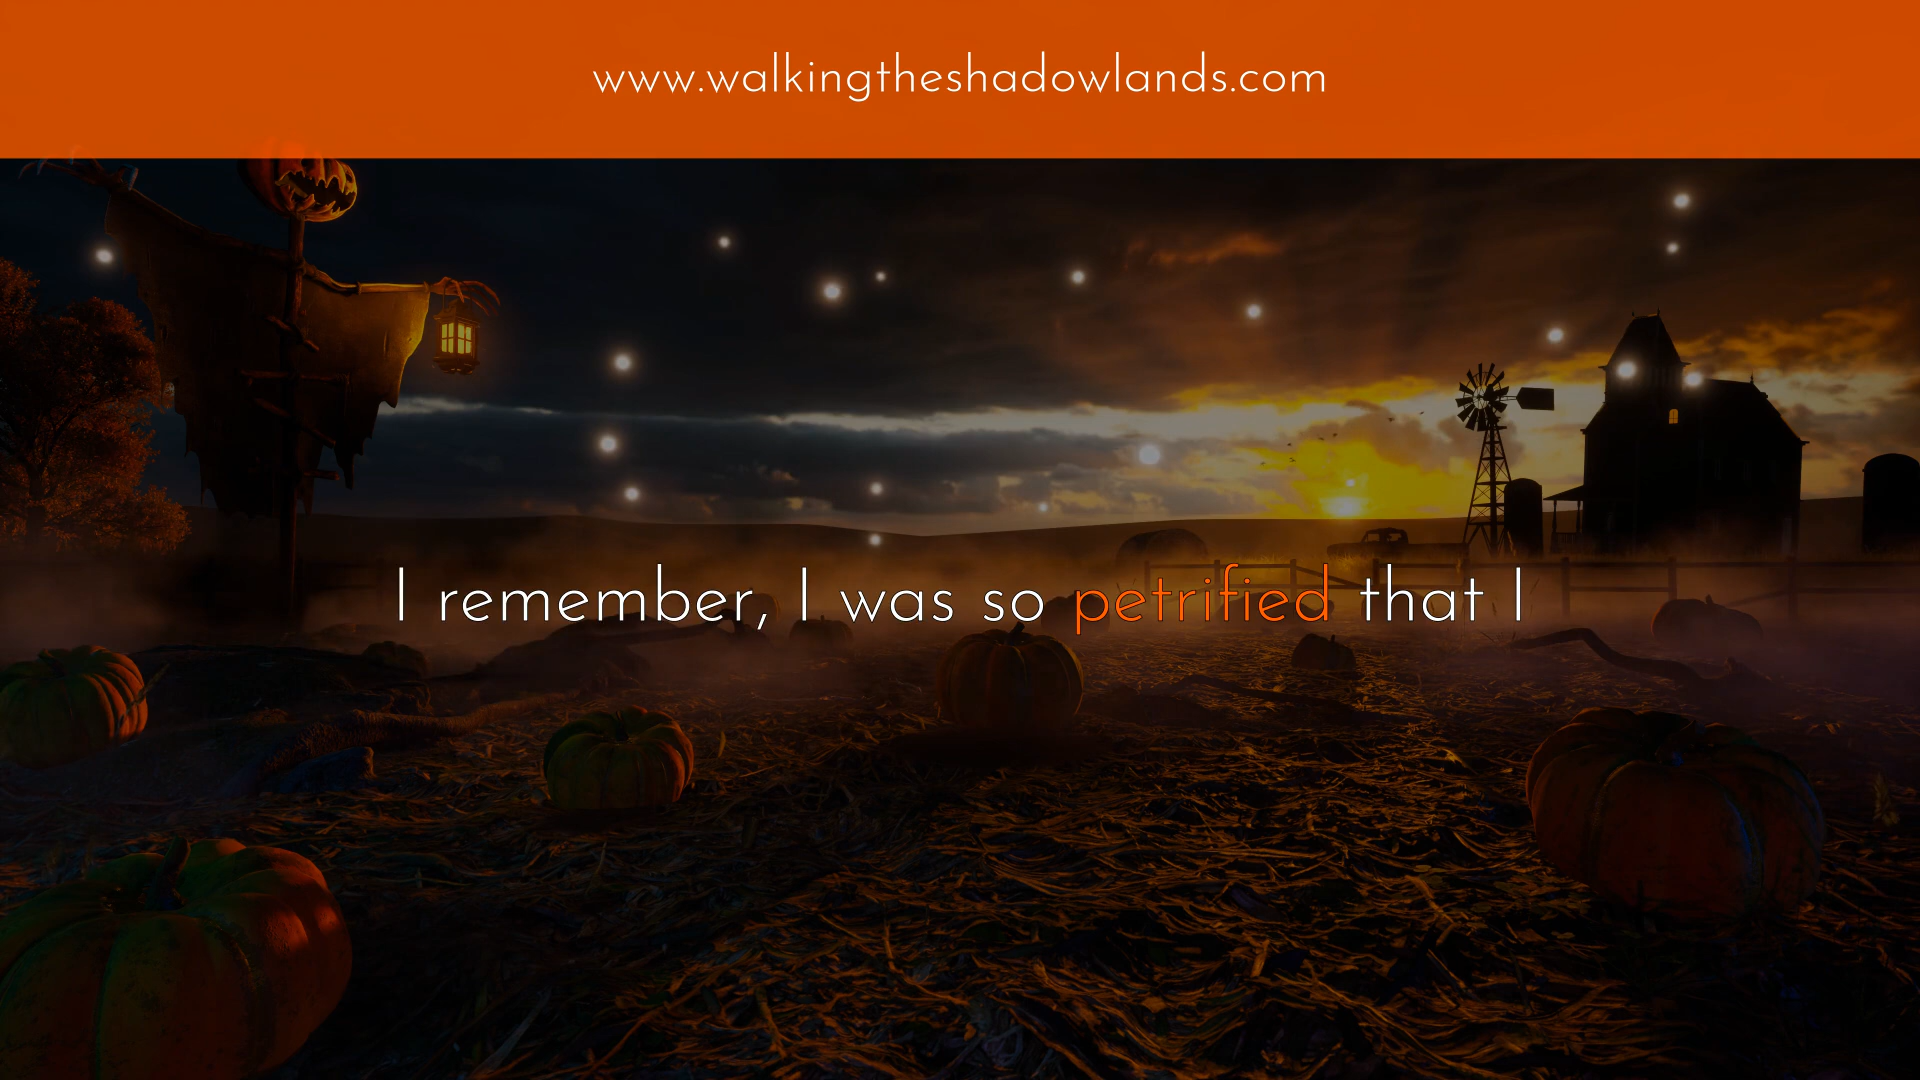 www.walkingtheshadowlands.com
I remember, I was so petrified that I